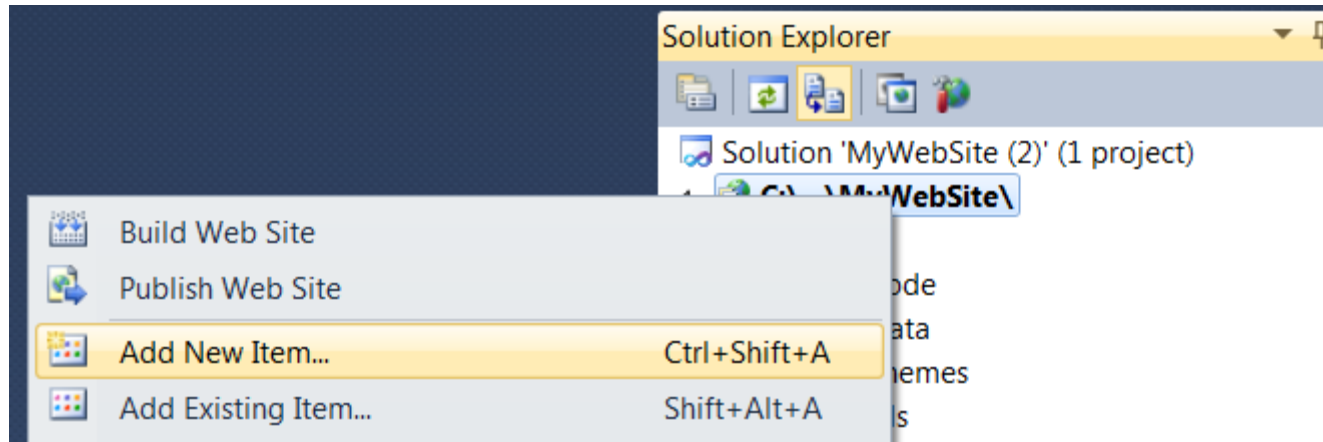 Solution Explorer
Solution 'MyWebSite (2)' (1 project)
C:\...\MyWebSite\
Build Web Site
Publish Web Site
Add New Item... Ctrl+Shift+A
Add Existing Item... Shift+Alt+A